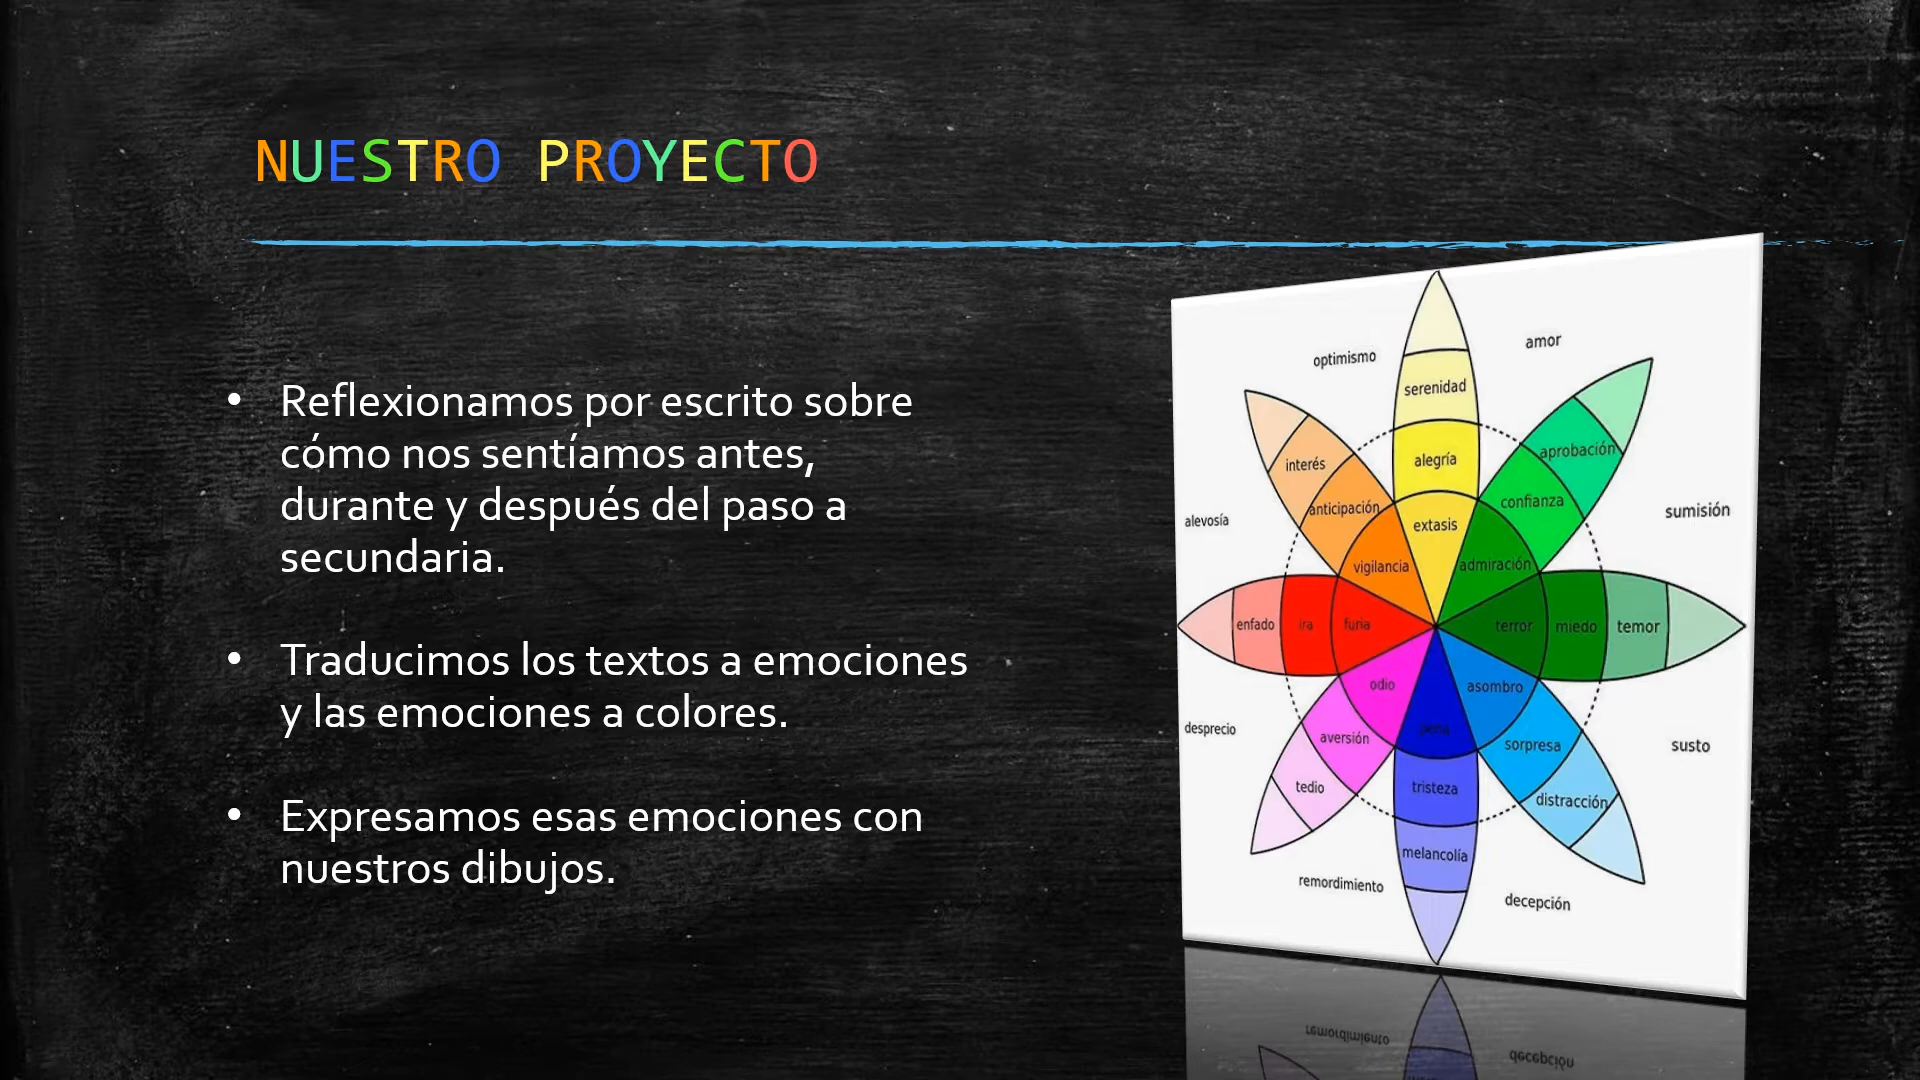 NUESTRO PROYECTO
• Reflexionamos por escrito sobre
cómo nos sentíamos antes,
durante y después del paso a
secundaria.
• Traducimos los textos a emociones
y las emociones a colores.
• Expresamos esas emociones con
nuestros dibujos.
optimismo
amor
serenidad
alegría
extasis
aprobación
confianza
admiración
interés
anticipación
vigilancia
alevosía
sumisión
enfado
ira
furia
terror
miedo
temor
odio
aversión
tedio
pena
tristeza
melancolía
asombro
sorpresa
distracción
desprecio
susto
remordimiento
decepción
remordimiento
decepción